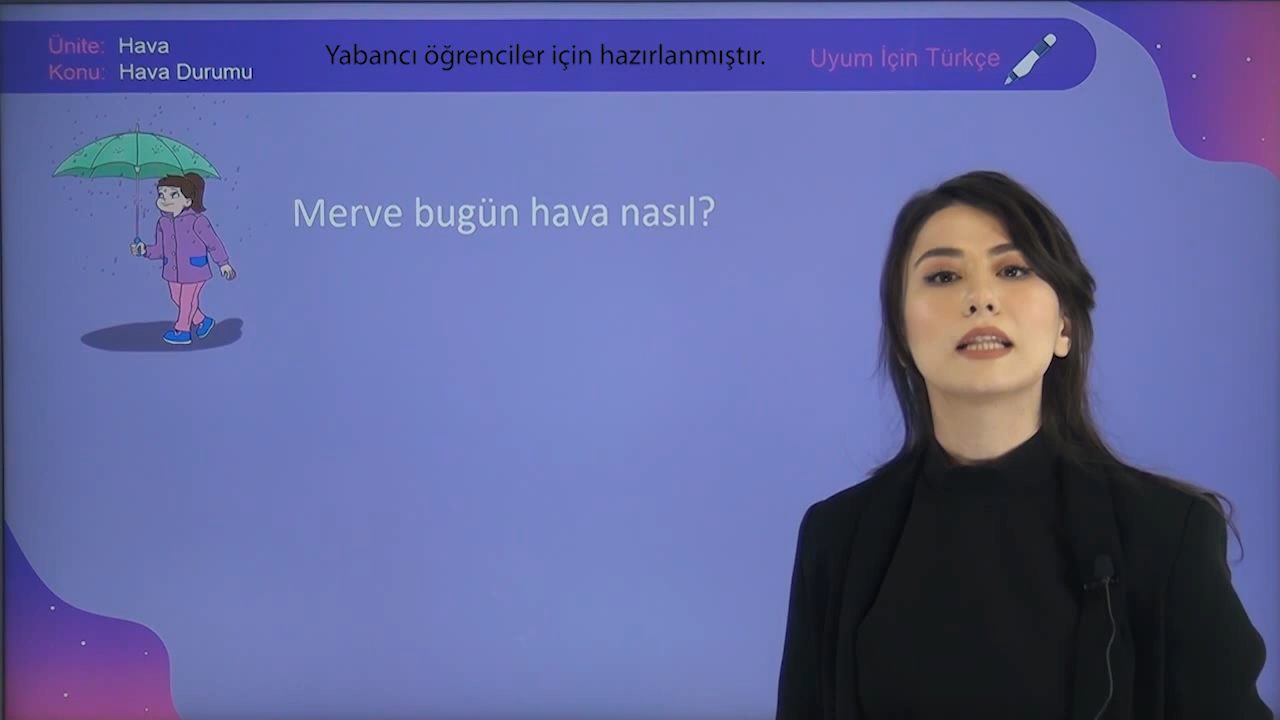 Ünite: Hava
Konu: Hava Durumu
Yabancı öğrenciler için hazırlanmıştır.
Uyum İçin Türkçe
Merve bugün hava nasıl?